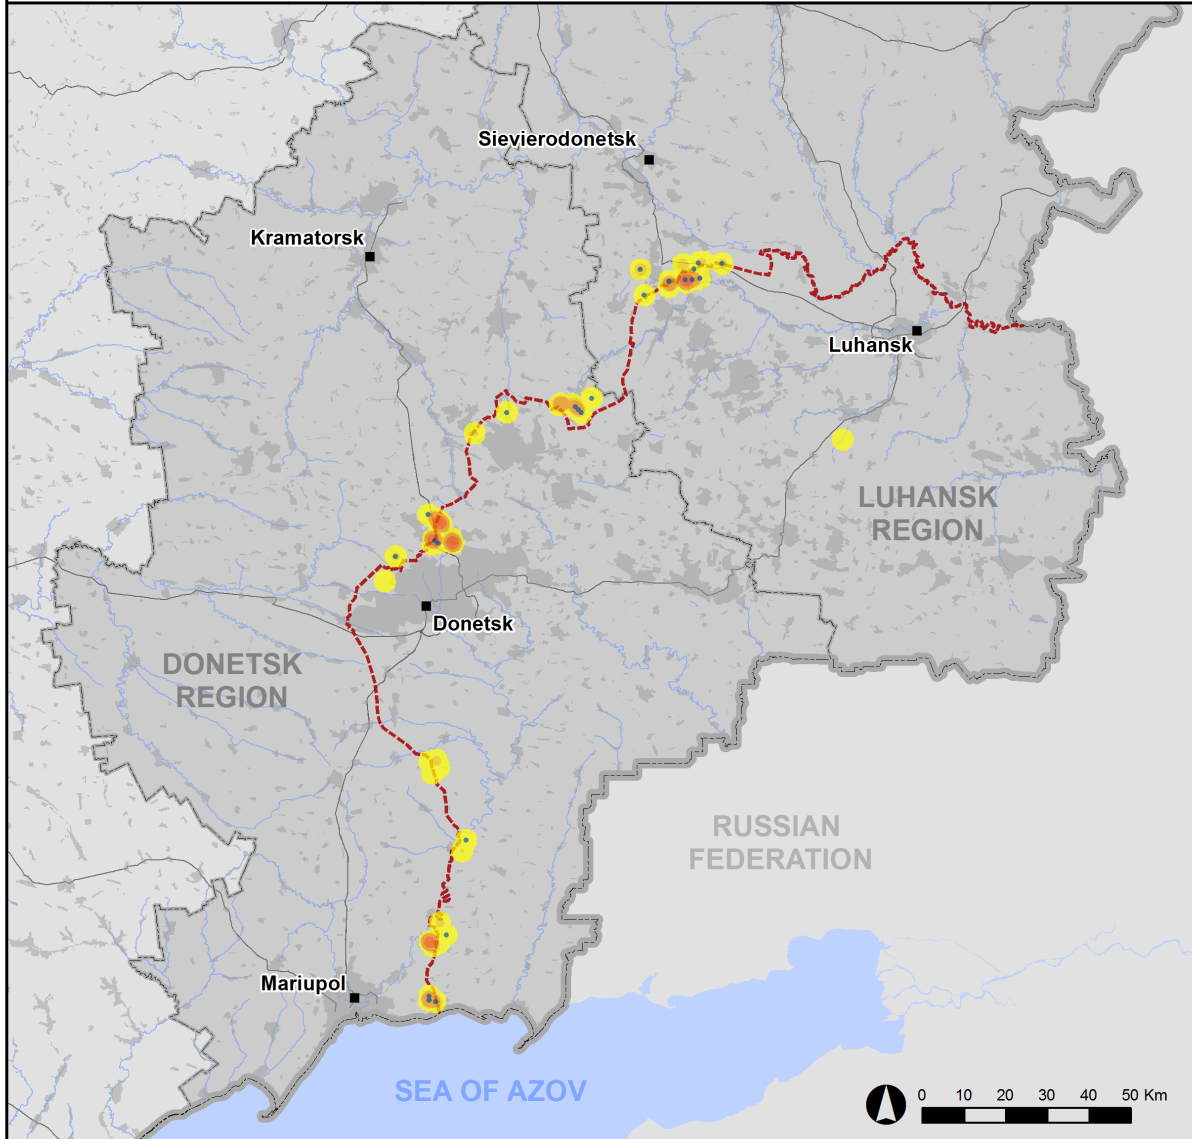 Sievierodonetsk
Kramatorsk
Luhansk
LUHANSK
REGION
Donetsk
DONETSK
REGION
RUSSIAN
FEDERATION
Mariupol
SEA OF AZOV
0 10 20 30 40 50 Km